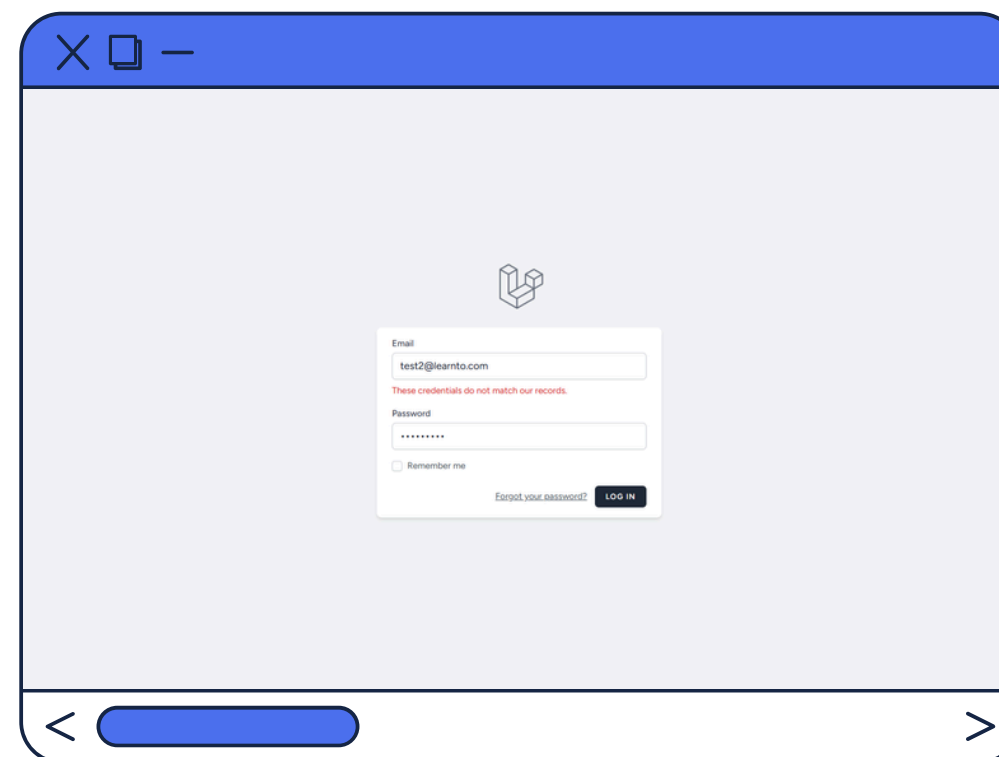 Email
test2@learnto.com
These credentials do not match our records.
Password
Remember me
Forgot your password? LOG IN